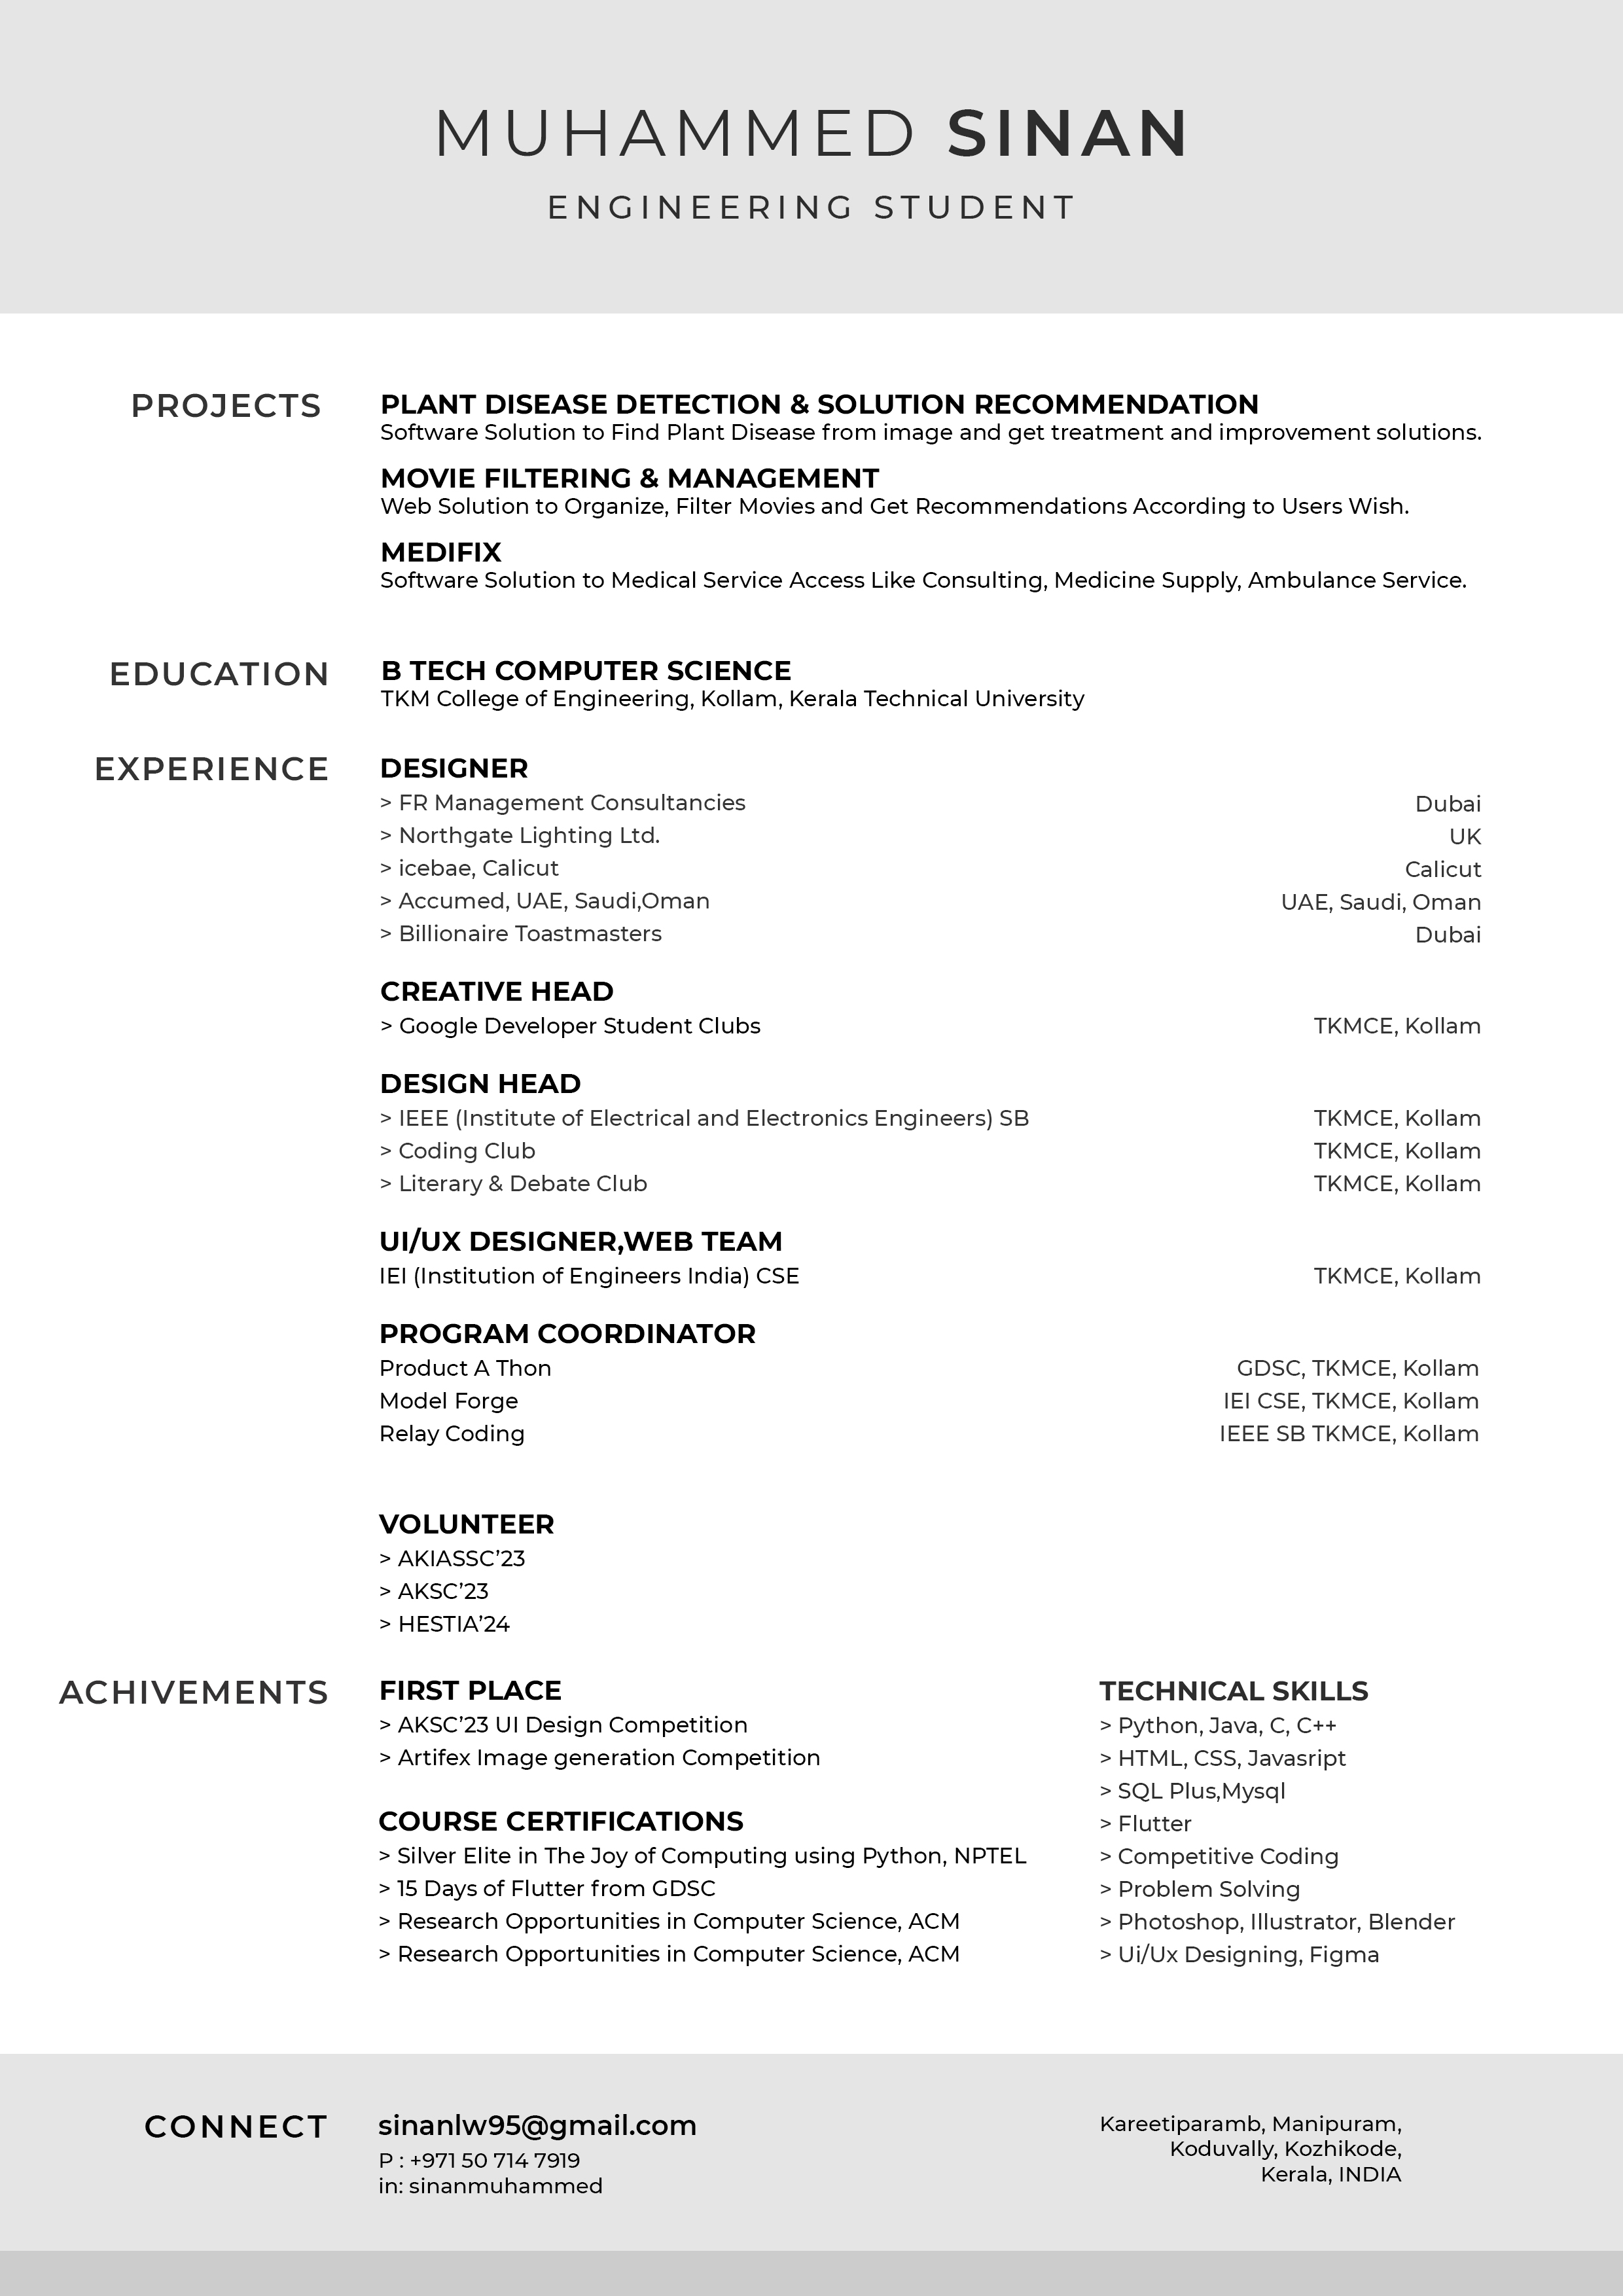 MUHAMMED SINAN
ENGINEERING STUDENT
PROJECTS
PLANT DISEASE DETECTION & SOLUTION RECOMMENDATION
Software Solution to Find Plant Disease from image and get treatment and improvement solutions.
MOVIE FILTERING & MANAGEMENT
Web Solution to Organize, Filter Movies and Get Recommendations According to Users Wish.
MEDIFIX
Software Solution to Medical Service Access Like Consulting, Medicine Supply, Ambulance Service.
EDUCATION
B TECH COMPUTER SCIENCE
TKM College of Engineering, Kollam, Kerala Technical University
EXPERIENCE
DESIGNER
> FR Management Consultancies Dubai
> Northgate Lighting Ltd. UK
> icebae, Calicut Calicut
> Accumed, UAE, Saudi,Oman UAE, Saudi, Oman
> Billionaire Toastmasters Dubai
CREATIVE HEAD
> Google Developer Student Clubs TKMCE, Kollam
DESIGN HEAD
> IEEE (Institute of Electrical and Electronics Engineers) SB TKMCE, Kollam
> Coding Club TKMCE, Kollam
> Literary & Debate Club TKMCE, Kollam
UI/UX DESIGNER,WEB TEAM
IEI (Institution of Engineers India) CSE TKMCE, Kollam
PROGRAM COORDINATOR
Product A Thon GDSC, TKMCE, Kollam
Model Forge IEI CSE, TKMCE, Kollam
Relay Coding IEEE SB TKMCE, Kollam
VOLUNTEER
> AKIASSC’23
> AKSC’23
> HESTIA’24
ACHIVEMENTS
FIRST PLACE
> AKSC’23 UI Design Competition
> Artifex Image generation Competition
COURSE CERTIFICATIONS
> Silver Elite in The Joy of Computing using Python, NPTEL
> 15 Days of Flutter from GDSC
> Research Opportunities in Computer Science, ACM
> Research Opportunities in Computer Science, ACM
TECHNICAL SKILLS
> Python, Java, C, C++
> HTML, CSS, Javasript
> SQL Plus,Mysql
> Flutter
> Competitive Coding
> Problem Solving
> Photoshop, Illustrator, Blender
> Ui/Ux Designing, Figma
CONNECT
sinanlw95@gmail.com
P : +971 50 714 7919
in: sinanmuhammed
Kareetiparamb, Manipuram,
Koduvally, Kozhikode,
Kerala, INDIA